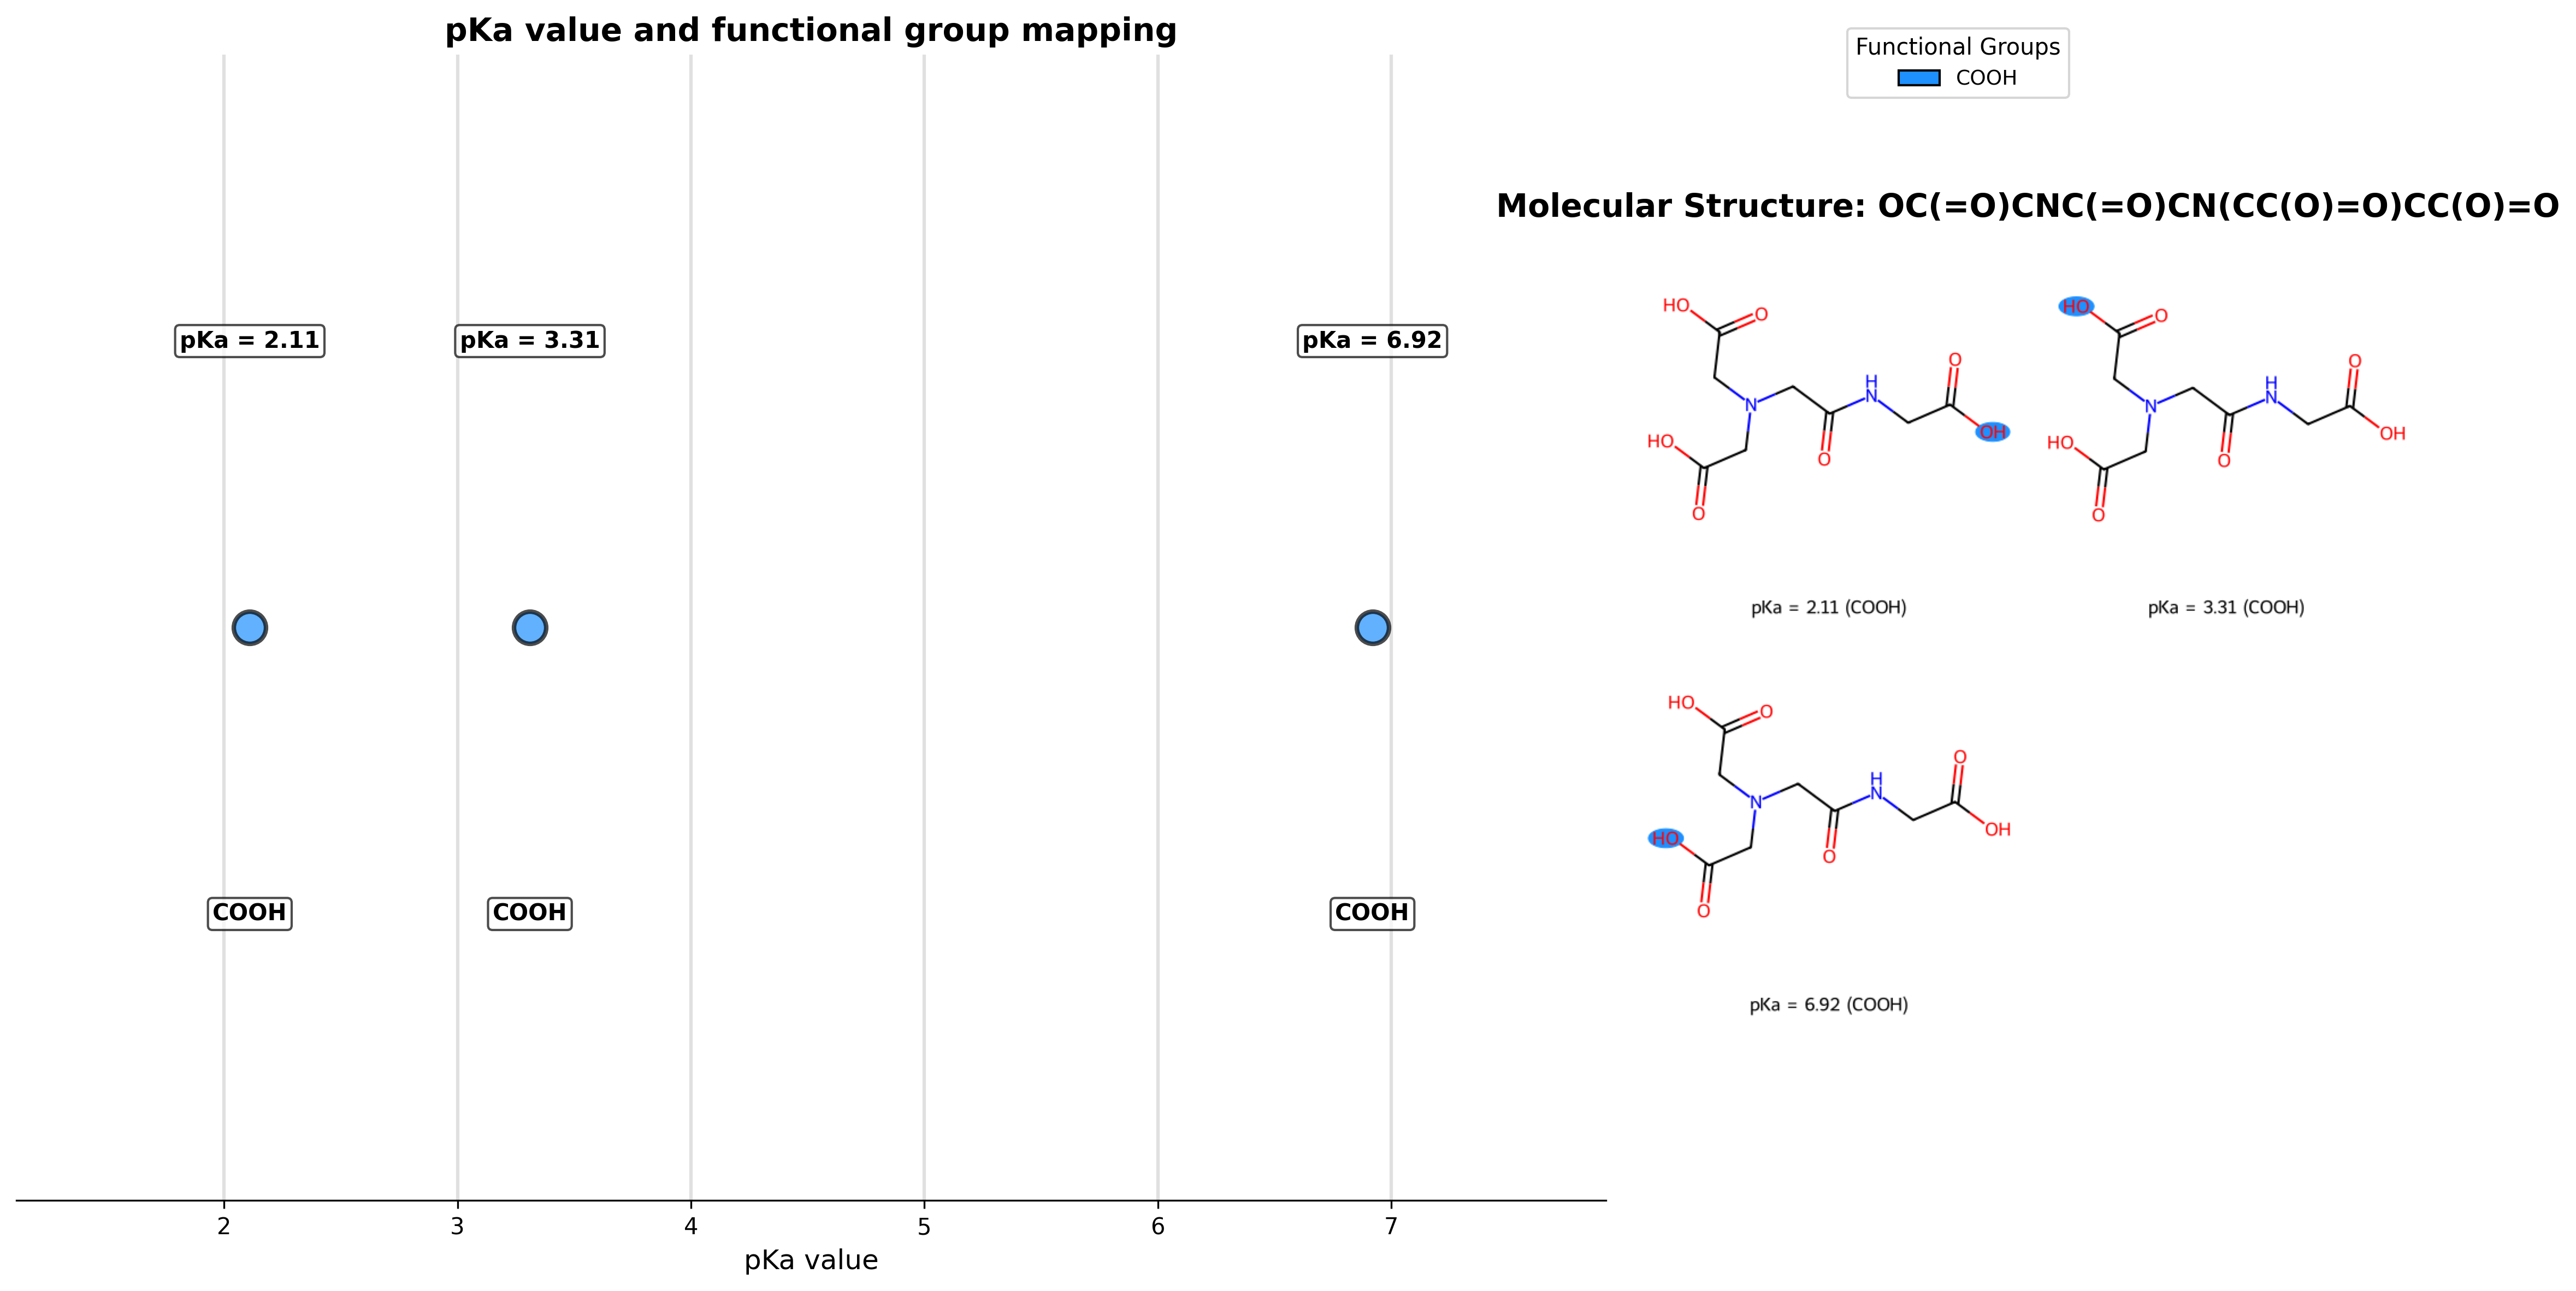 pKa value and functional group mapping
Functional Groups
COOH
Molecular Structure: OC(=O)CNC(=O)CN(CC(O)=O)CC(O)=O
pKa = 2.11
pKa = 3.31
pKa = 6.92
COOH
COOH
COOH
2
3
4
5
6
7
pKa value
HO
O
O
H
N
N
HO
OH
O
O
pKa = 2.11 (COOH)
HO
O
O
H
N
N
HO
OH
O
O
pKa = 3.31 (COOH)
HO
O
O
H
N
N
HO
OH
O
O
pKa = 6.92 (COOH)